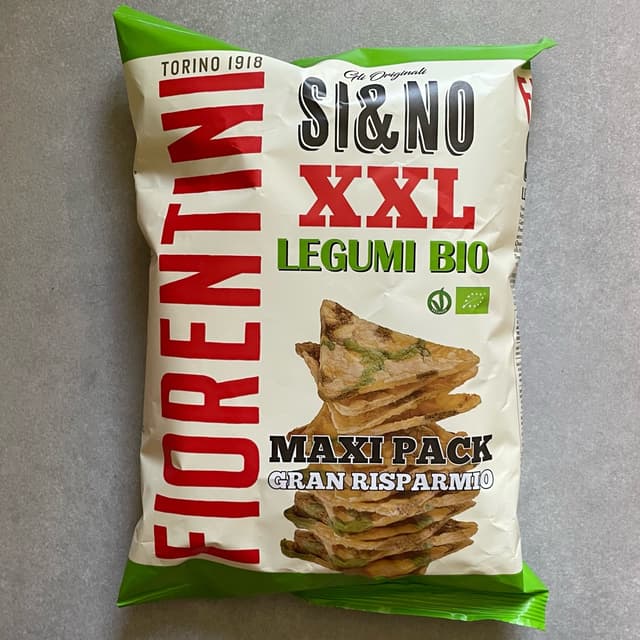 TORINO 1918
FIORENTINI
Gli Originali
SI&NO
XXL
LEGUMI BIO
MAXI PACK
GRAN RISPARMIO